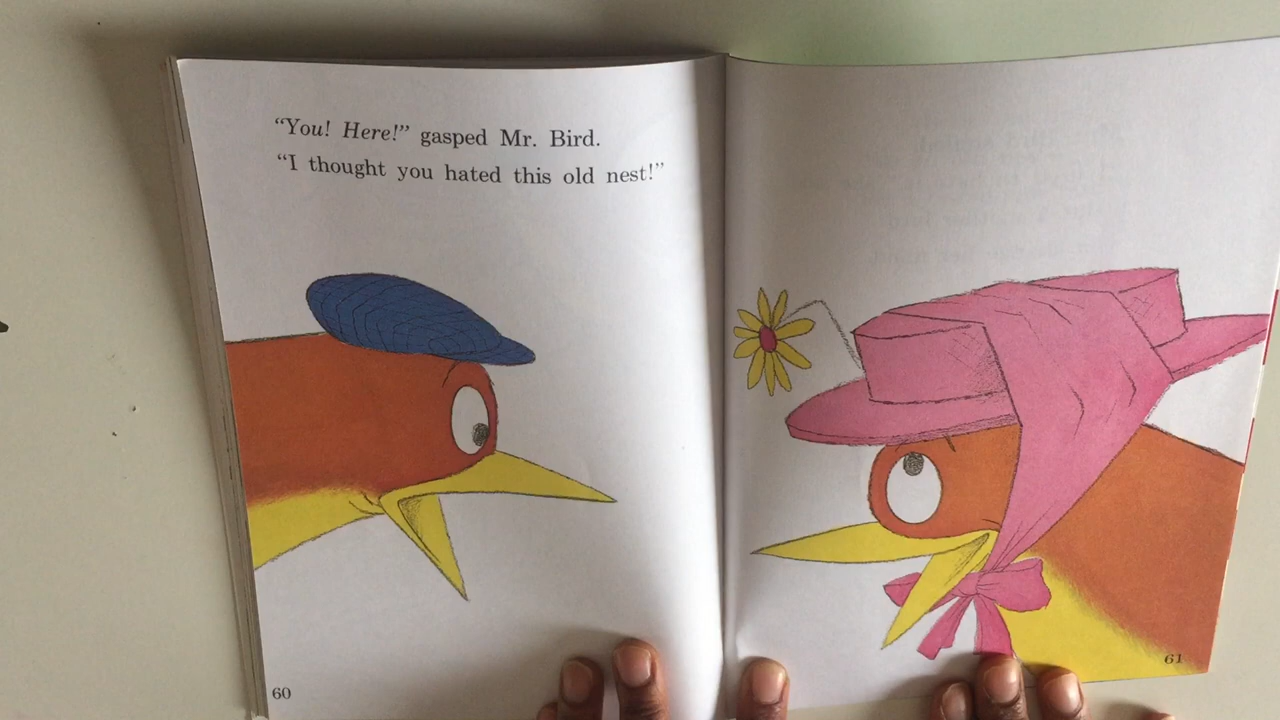 “You! Here!” gasped Mr. Bird.
“I thought you hated this old nest!”
60
61